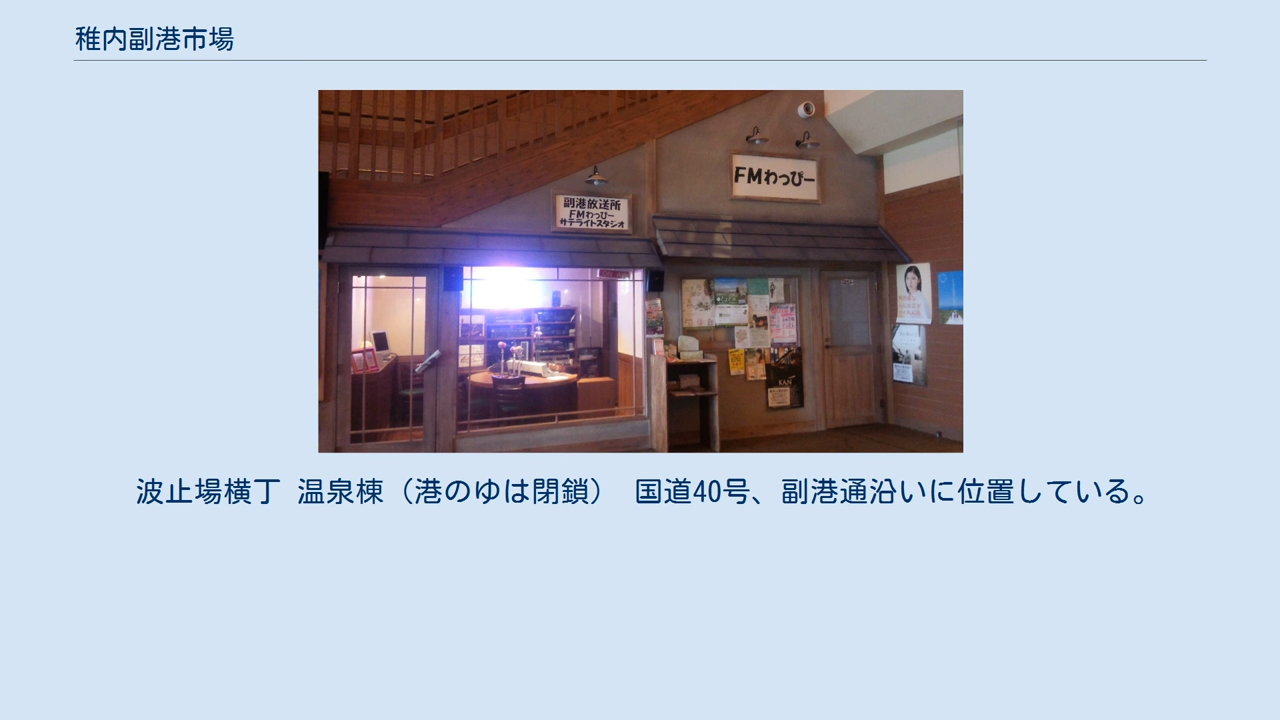 稚内副港市場
FMわっぴー
副港放送所
FMわっぴー
サテライトスタジオ
KAN
波止場横丁 温泉棟（港のゆは閉鎖） 国道40号、副港通沿いに位置している。